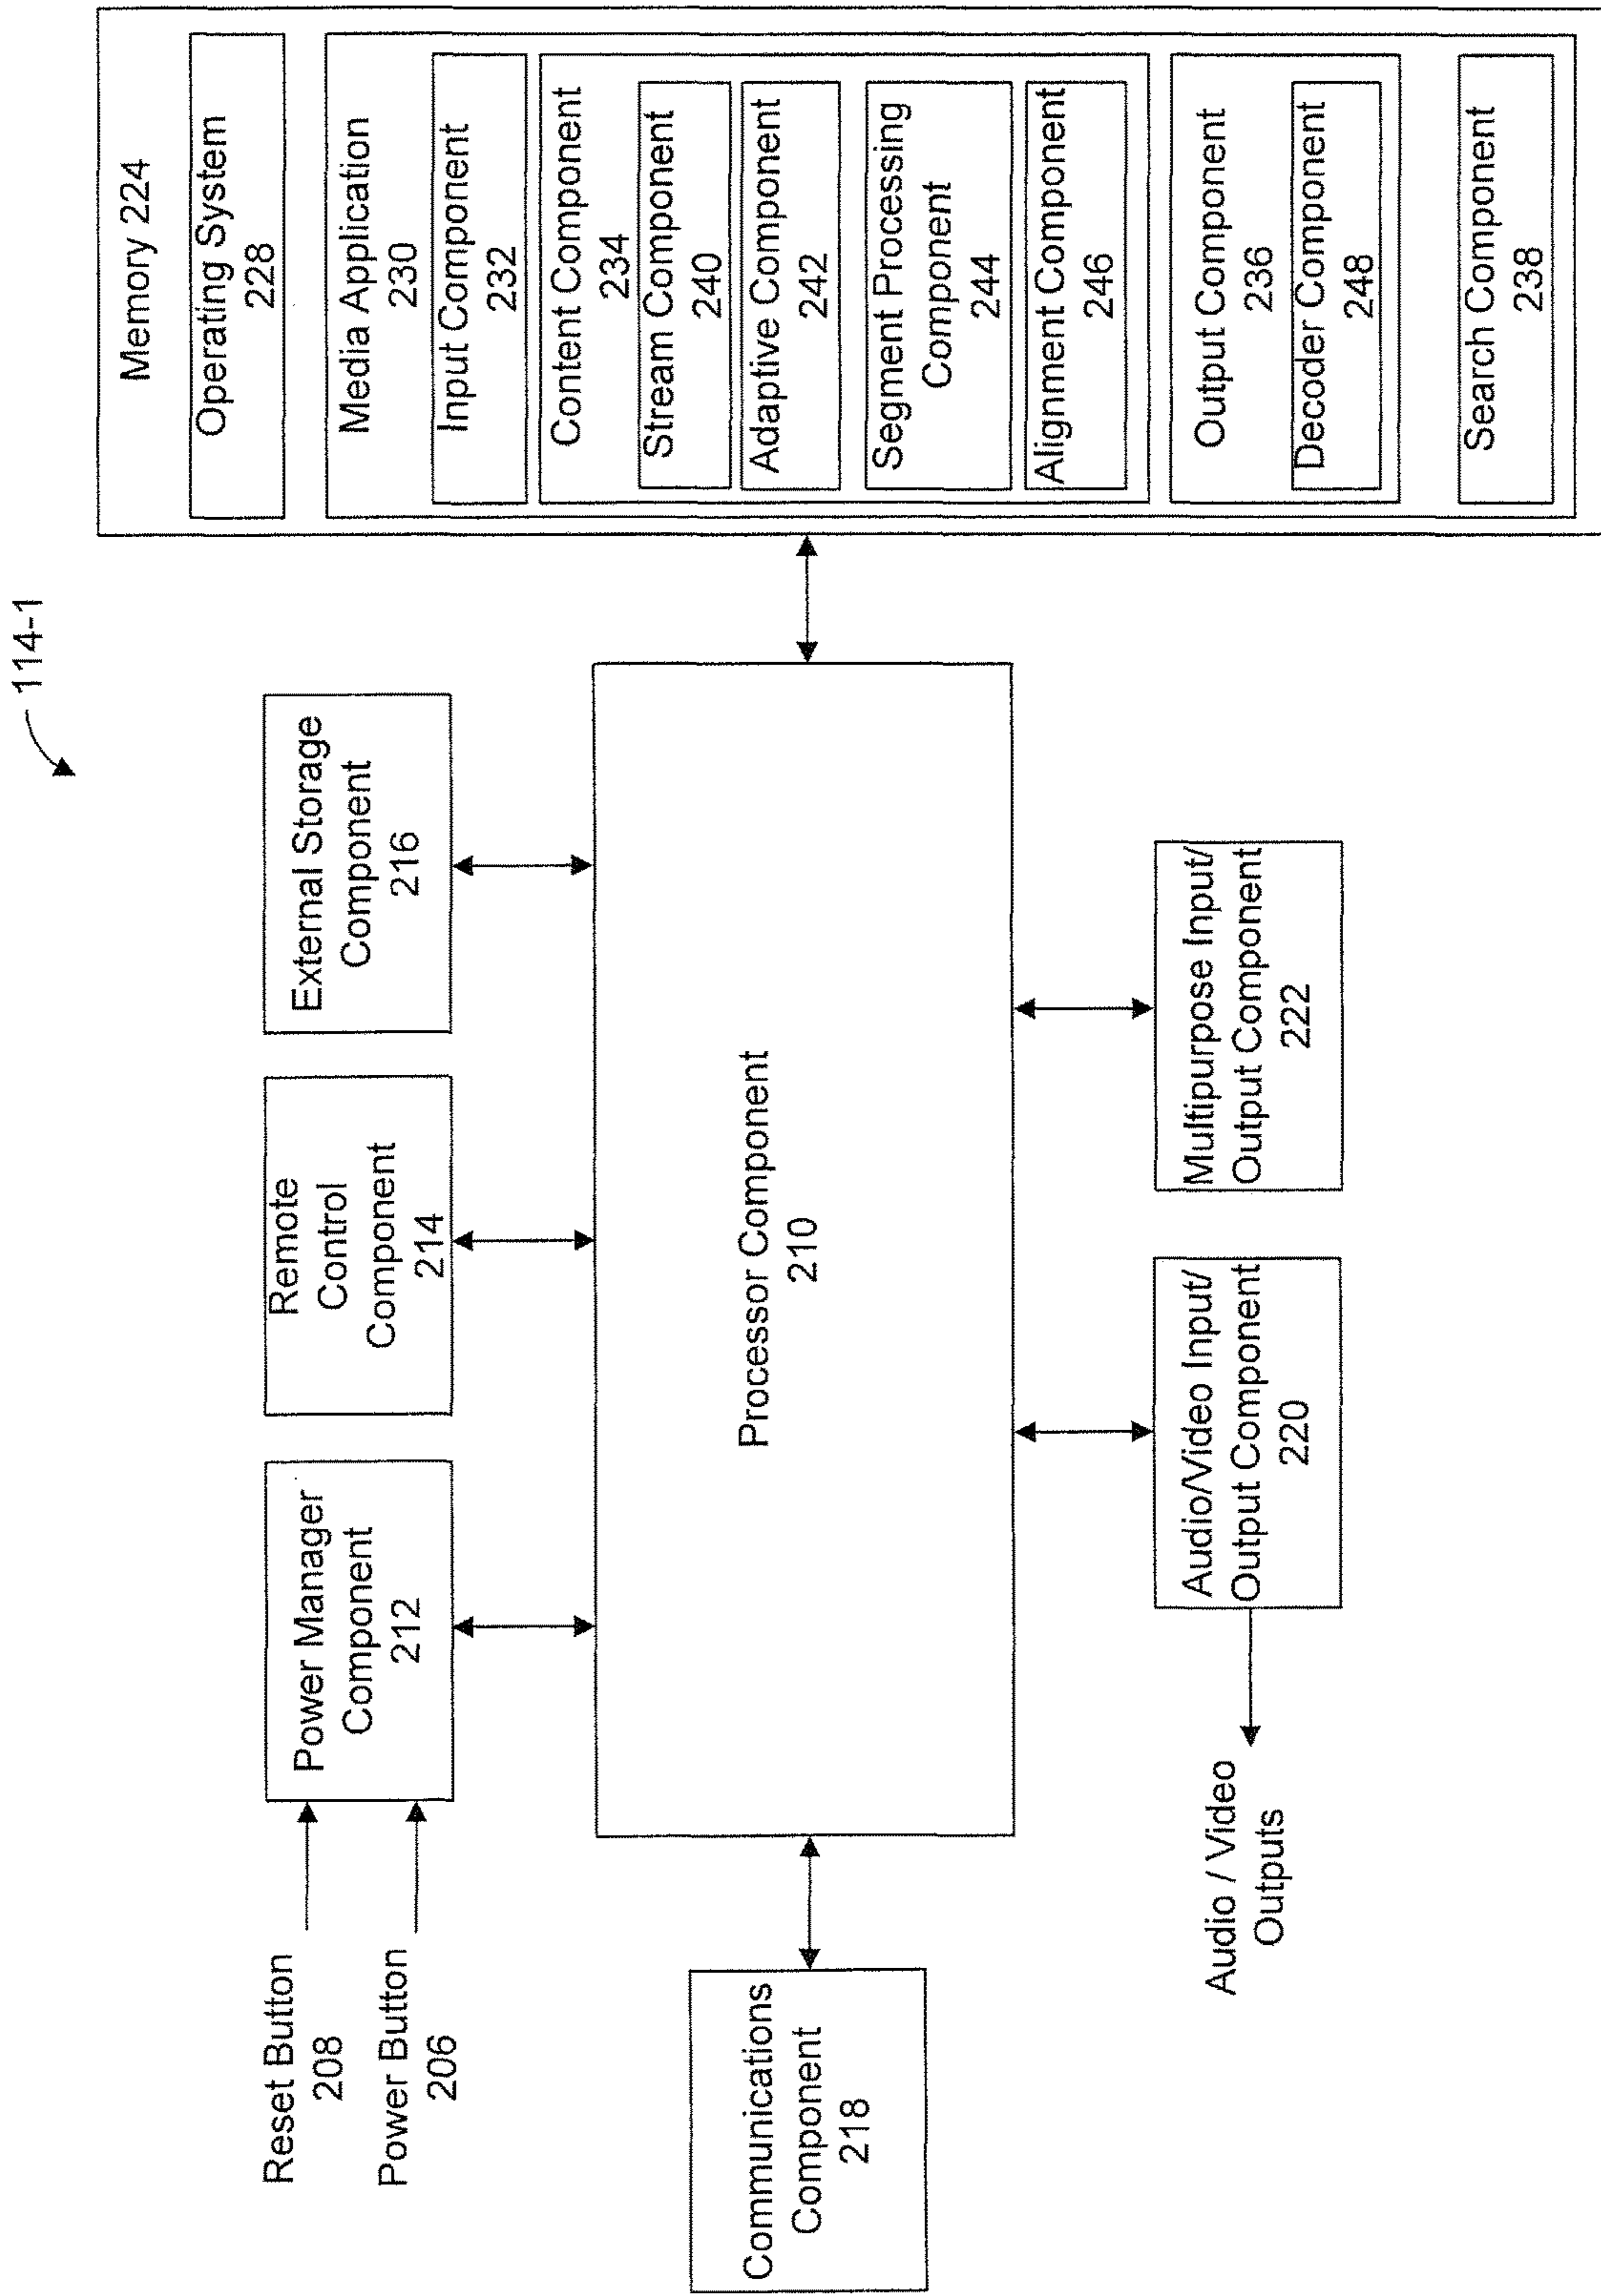 114-1
Reset Button
208
Power Button
206
Power Manager
Component
212
Remote
Control
Component
214
External Storage
Component
216
Communications
Component
218
Processor Component
210
Audio / Video
Outputs
Audio/Video Input/
Output Component
220
Multipurpose Input/
Output Component
222
Memory 224
Operating System
228
Media Application
230
Input Component
232
Content Component
234
Stream Component
240
Adaptive Component
242
Segment Processing
Component
244
Alignment Component
246
Output Component
236
Decoder Component
248
Search Component
238